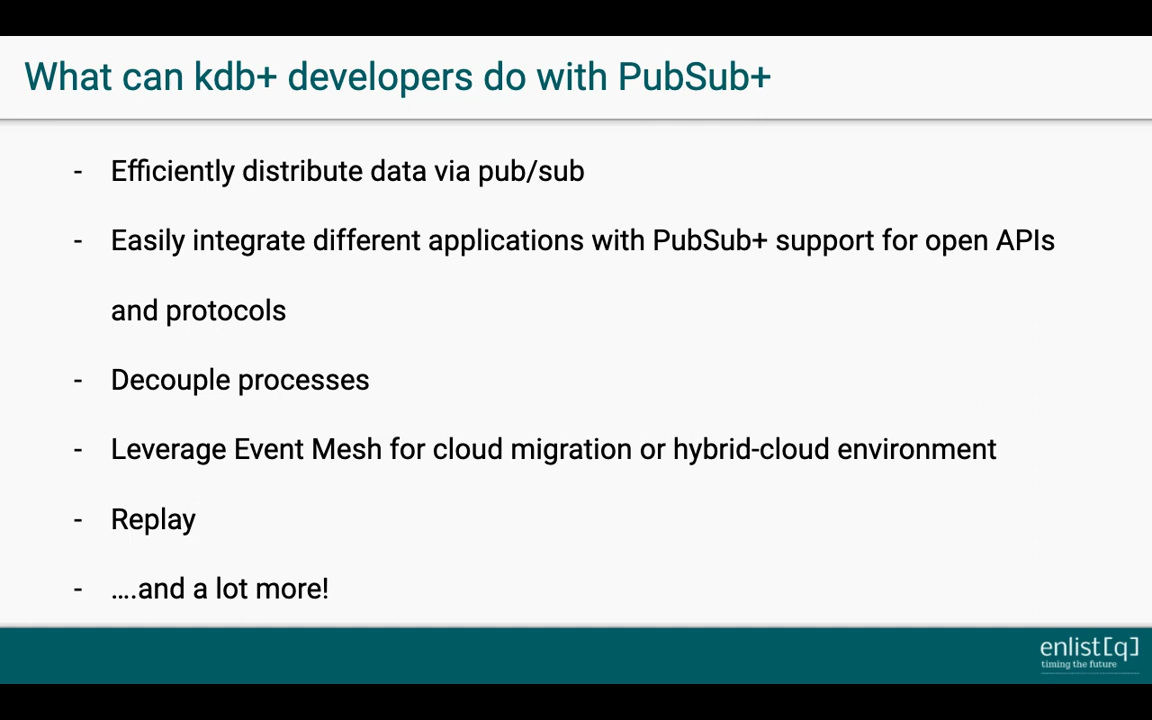 What can kdb+ developers do with PubSub+
- Efficiently distribute data via pub/sub
- Easily integrate different applications with PubSub+ support for open APIs
and protocols
- Decouple processes
- Leverage Event Mesh for cloud migration or hybrid-cloud environment
- Replay
- ....and a lot more!
enlist[q]
timing the future